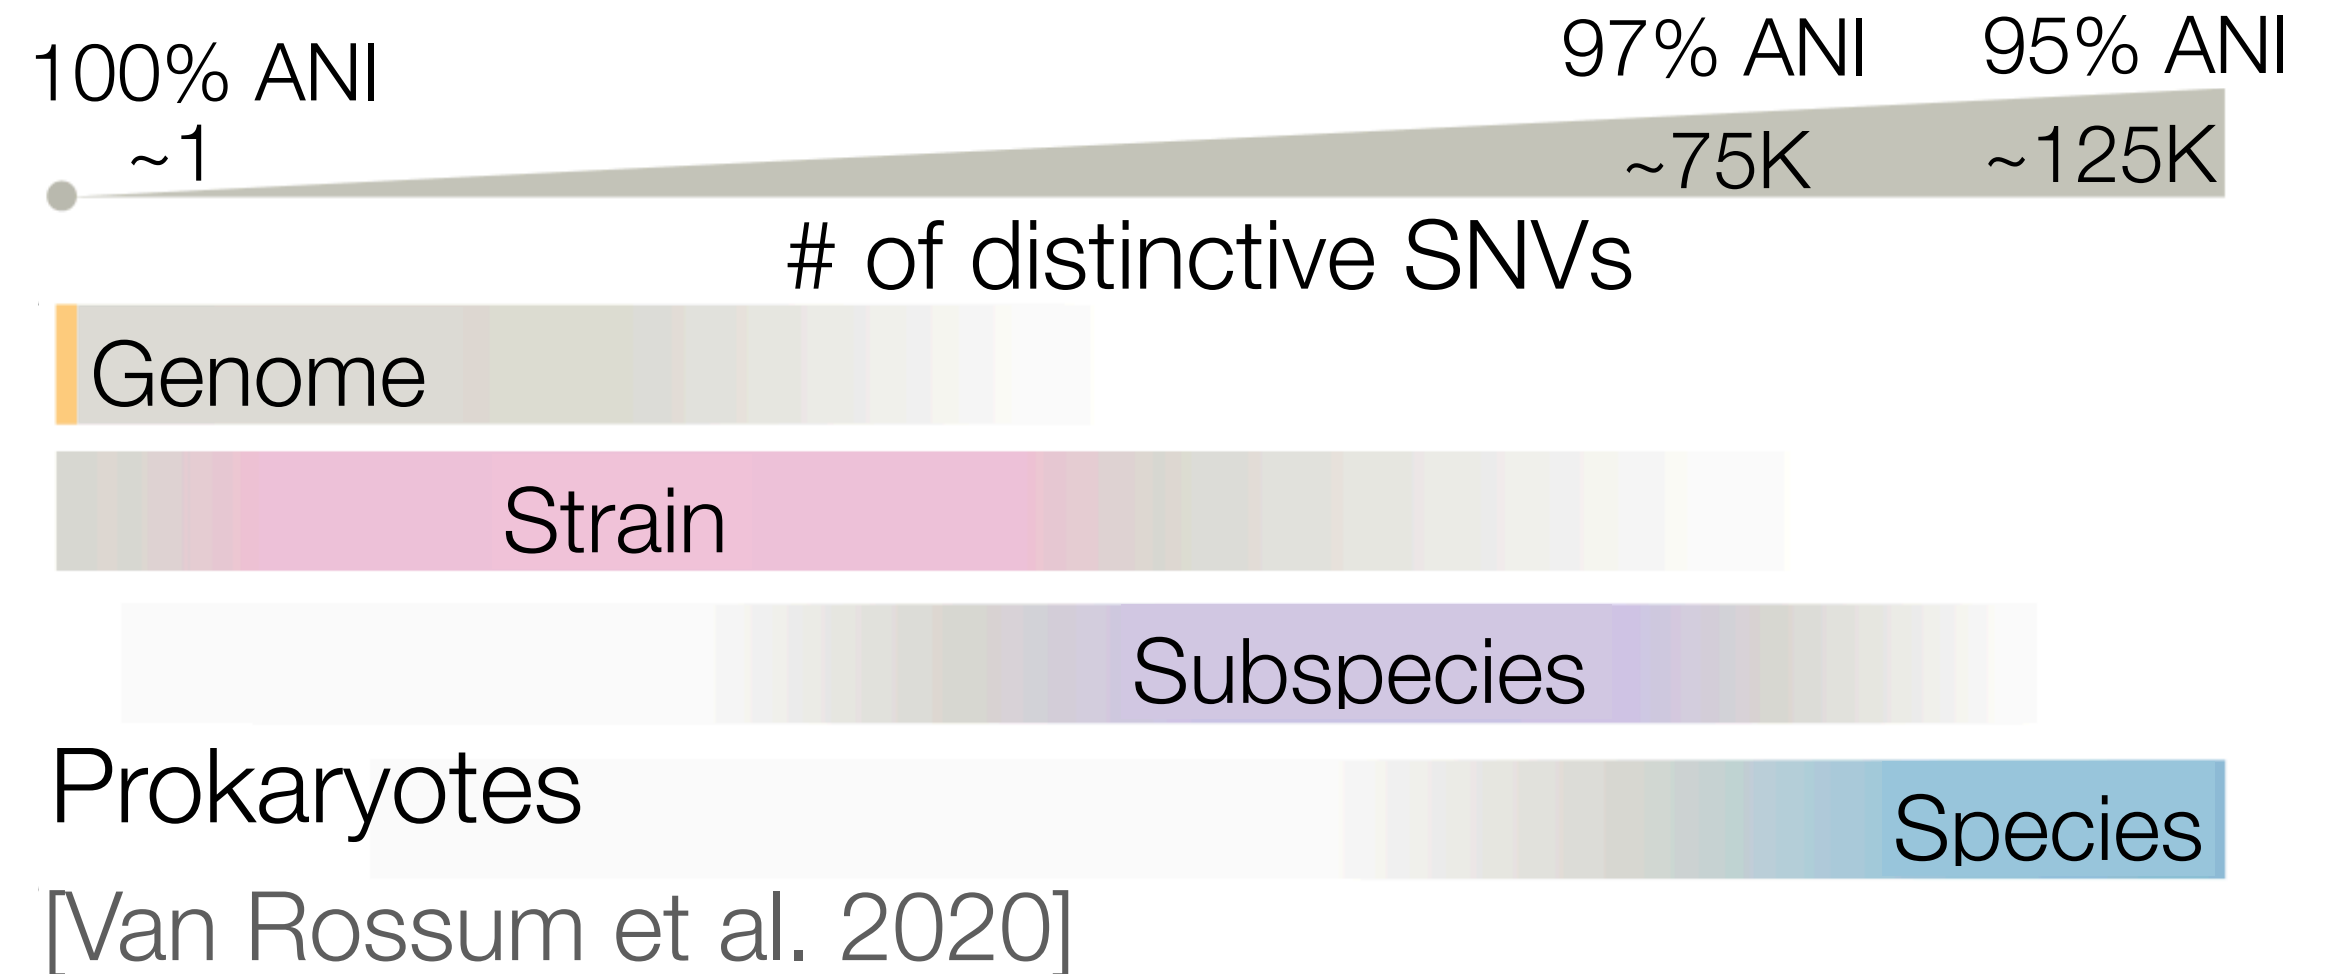 100% ANI 97% ANI 95% ANI
~1 ~75K ~125K
# of distinctive SNVs
Genome
Strain
Subspecies
Prokaryotes
Species
[Van Rossum et al. 2020]